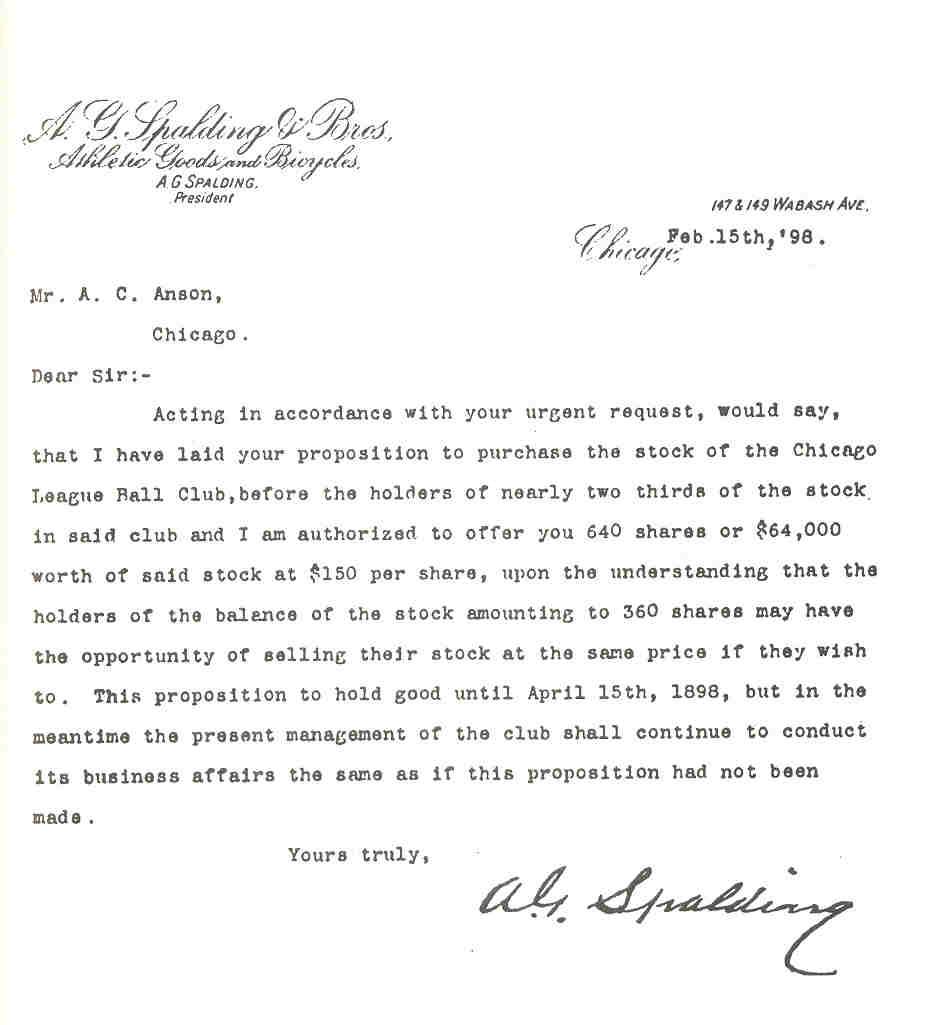 A. G. Spalding & Bros.
Athletic Goods and Bicycles.
A G SPALDING.
President
147 & 149 WABASH AVE.
Chicago, Feb.15th,'98.
Mr. A. C. Anson,
Chicago.
Dear Sir:-
Acting in accordance with your urgent request, would say,
that I have laid your proposition to purchase the stock of the Chicago
League Ball Club,before the holders of nearly two thirds of the stock
in said club and I am authorized to offer you 640 shares or $64,000
worth of said stock at $150 per share, upon the understanding that the
holders of the balance of the stock amounting to 360 shares may have
the opportunity of selling their stock at the same price if they wish
to. This proposition to hold good until April 15th, 1898, but in the
meantime the present management of the club shall continue to conduct
its business affairs the same as if this proposition had not been
made.
Yours truly,
A.G. Spalding